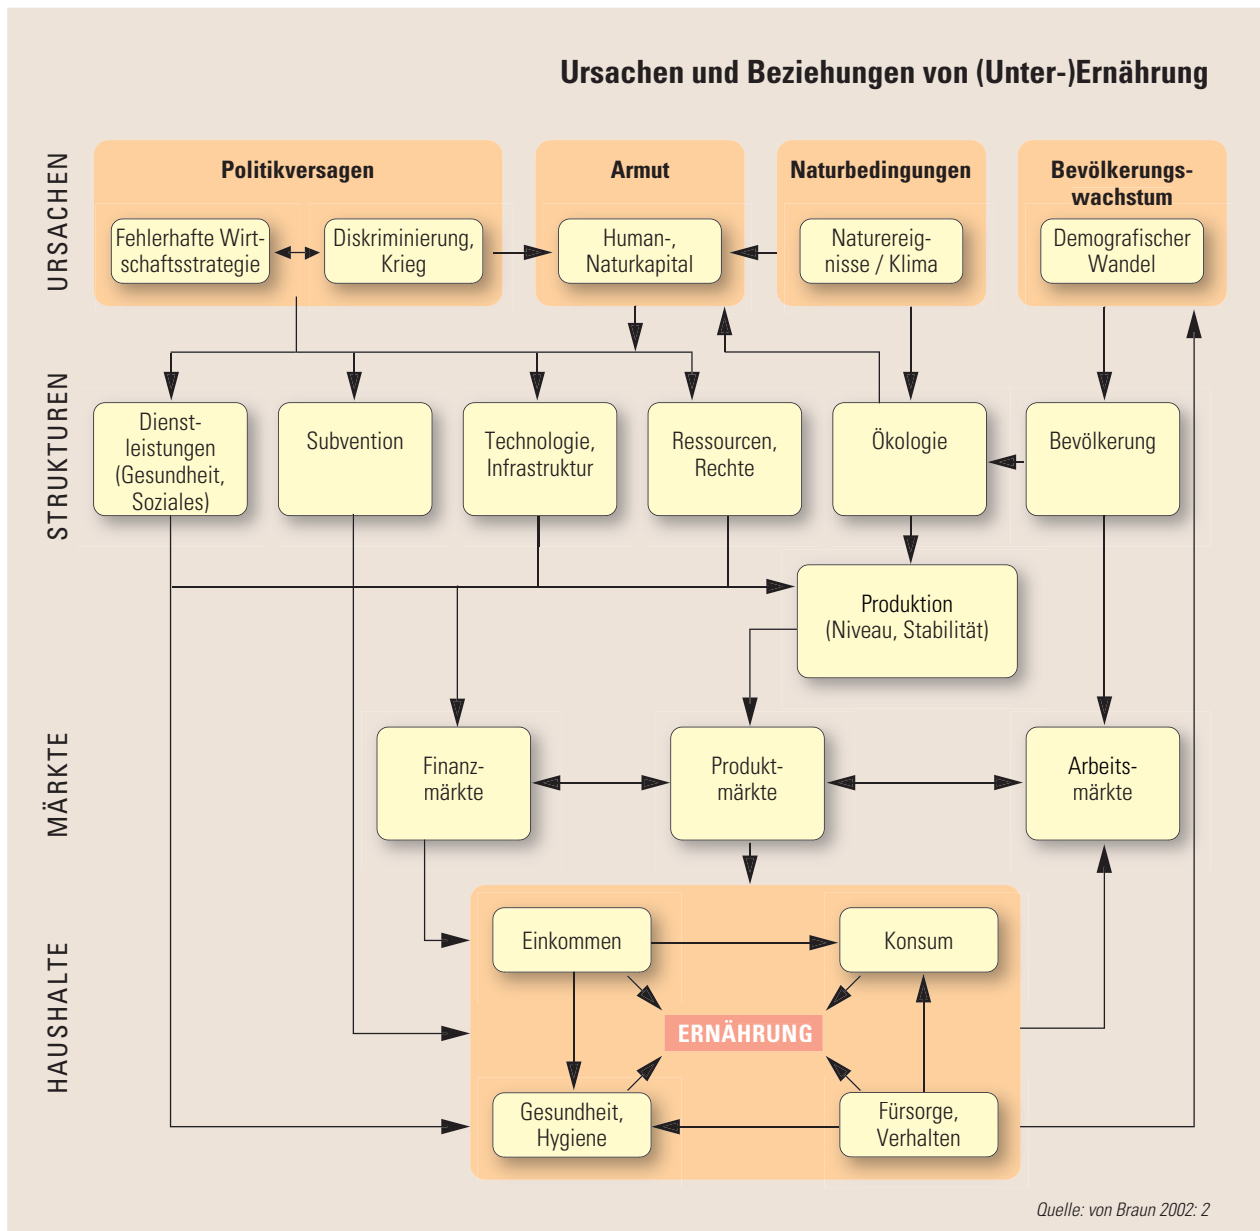 Ursachen und Beziehungen von (Unter-)Ernährung
URSACHEN
Politikversagen
Fehlerhafte Wirt-
schaftsstrategie
Diskriminierung,
Krieg
Armut
Human-,
Naturkapital
Naturbedingungen
Naturereig-
nisse / Klima
Bevölkerungs-
wachstum
Demografischer
Wandel
STRUKTUREN
Dienst-
leistungen
(Gesundheit,
Soziales)
Subvention
Technologie,
Infrastruktur
Ressourcen,
Rechte
Ökologie
Bevölkerung
Produktion
(Niveau, Stabilität)
MÄRKTE
Finanz-
märkte
Produkt-
märkte
Arbeits-
märkte
HAUSHALTE
Einkommen
Konsum
ERNÄHRUNG
Gesundheit,
Hygiene
Fürsorge,
Verhalten
Quelle: von Braun 2002: 2